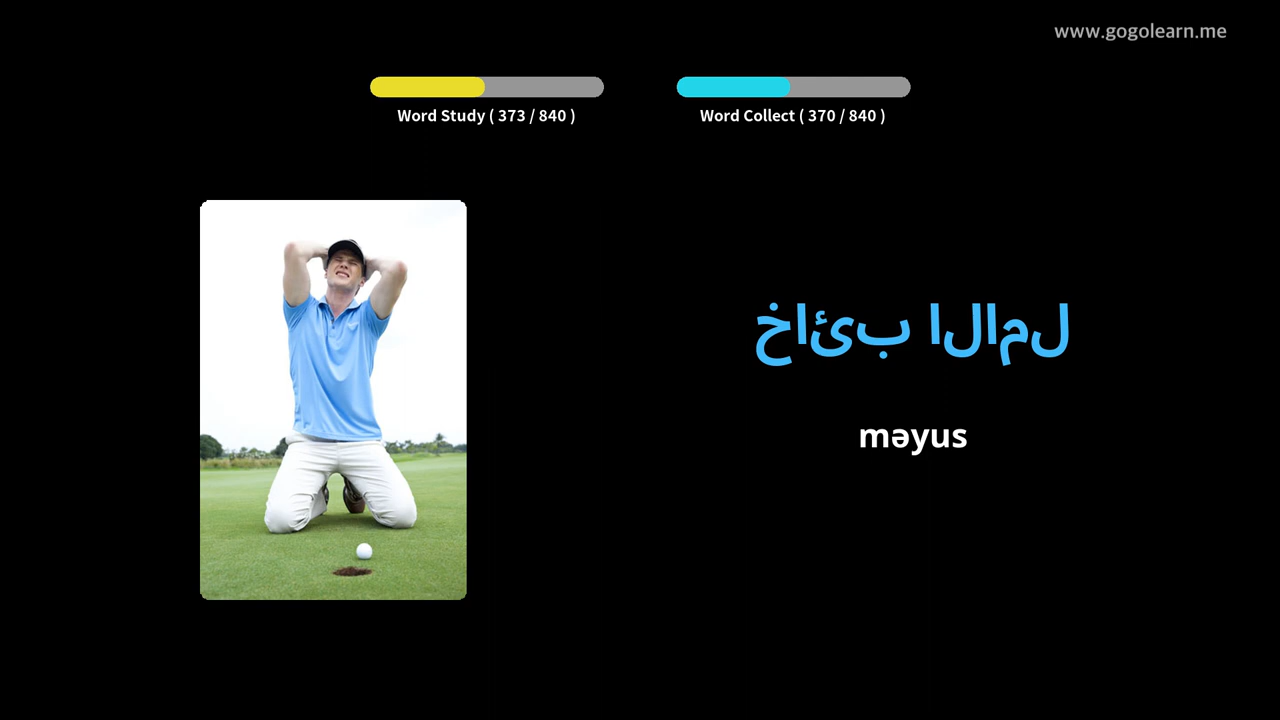 www.gogolearn.me
Word Study ( 373 / 840 )
Word Collect ( 370 / 840 )
خائب الامل
məyus